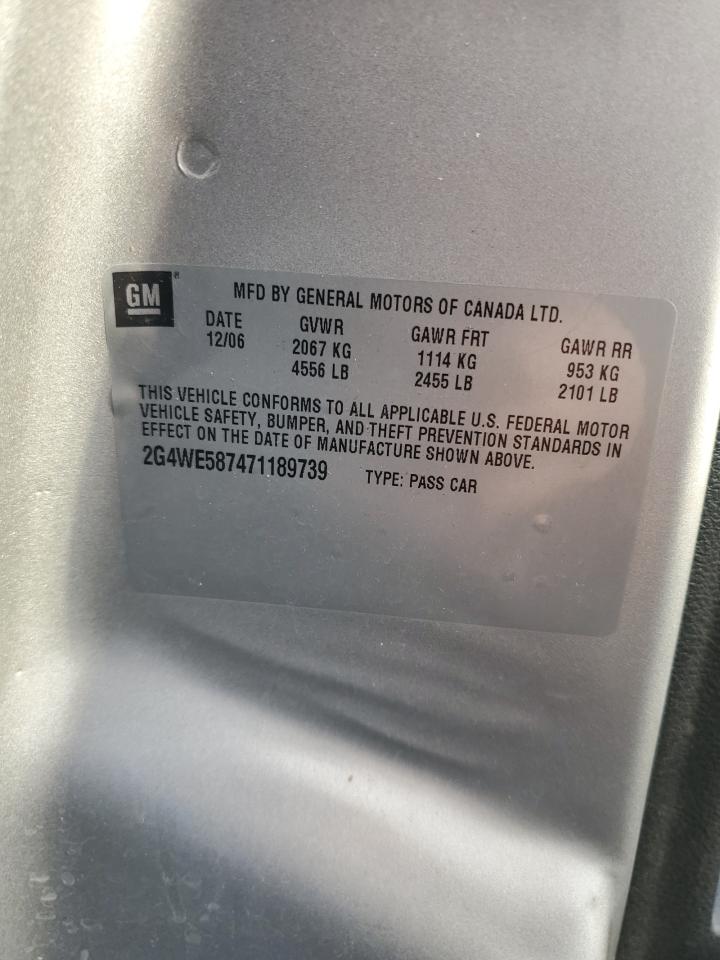 GM®
MFD BY GENERAL MOTORS OF CANADA LTD.
DATE GVWR GAWR FRT GAWR RR
12/06 2067 KG 1114 KG 953 KG
4556 LB 2455 LB 2101 LB
THIS VEHICLE CONFORMS TO ALL APPLICABLE U.S. FEDERAL MOTOR
VEHICLE SAFETY, BUMPER, AND THEFT PREVENTION STANDARDS IN
EFFECT ON THE DATE OF MANUFACTURE SHOWN ABOVE.
2G4WE587471189739 TYPE: PASS CAR